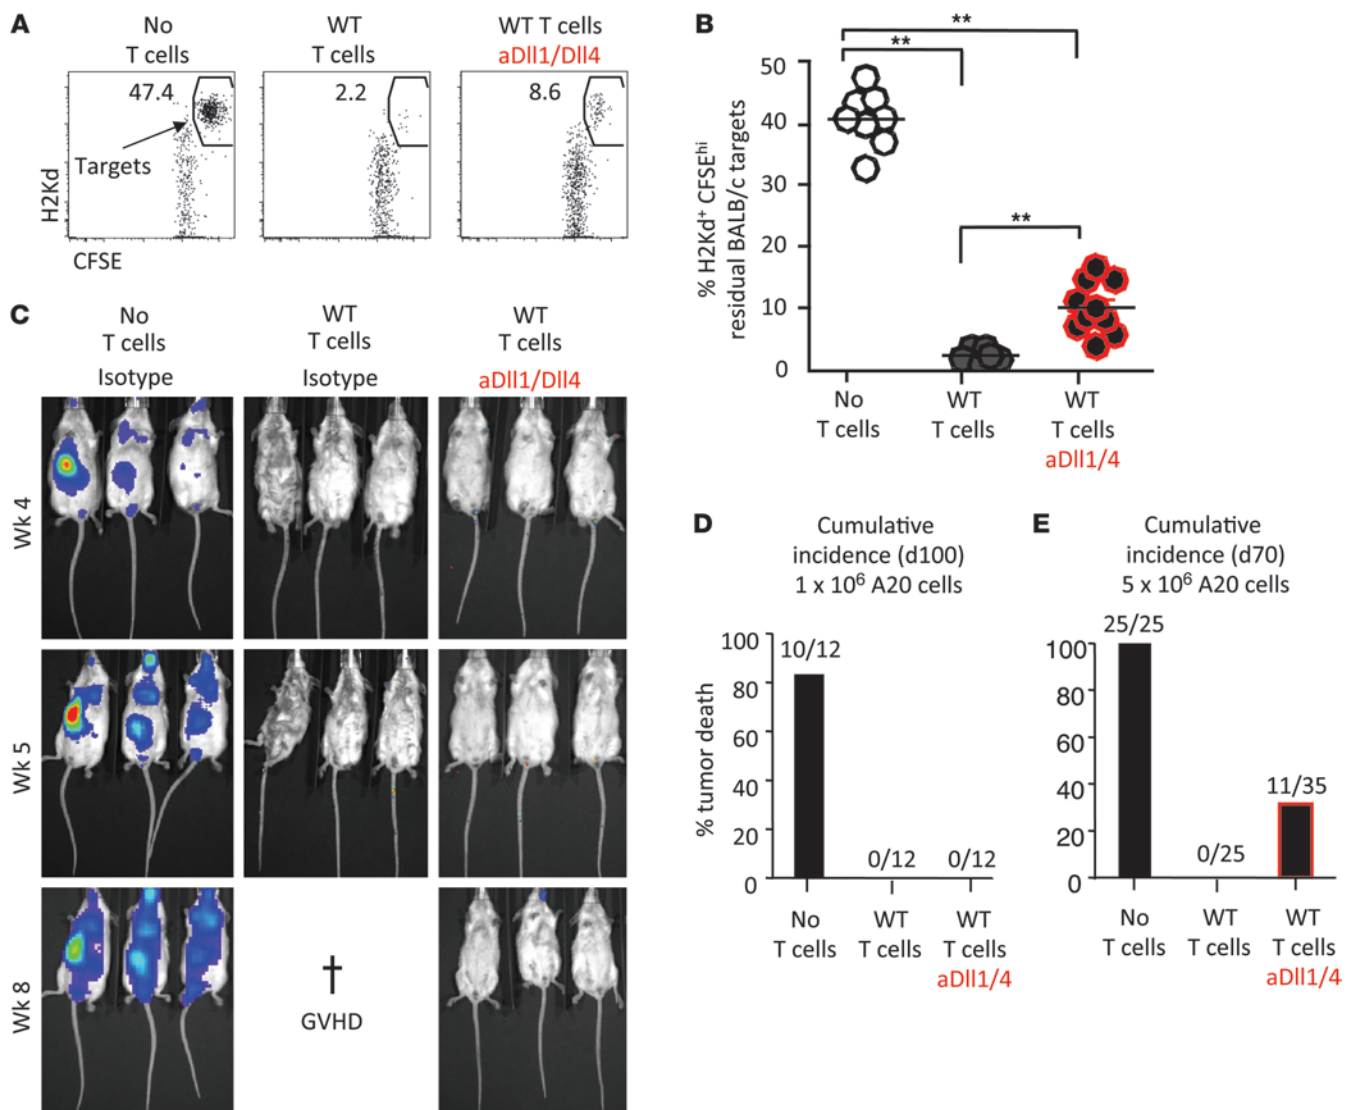 A
No
T cells
WT
T cells
WT T cells
aDll1/Dll4
47.4
2.2
8.6
Targets
H2Kd
CFSE
B
**
**
**
% H2Kd+ CFSEhi
residual BALB/c targets
50
40
30
20
10
0
No
T cells
WT
T cells
WT
T cells
aDll1/4
C
No
T cells
Isotype
WT
T cells
Isotype
WT
T cells
aDll1/Dll4
Wk 4
Wk 5
Wk 8
†
GVHD
D
Cumulative
incidence (d100)
1 x 10⁶ A20 cells
% tumor death
100
80
60
40
20
0
10/12
0/12
0/12
No
T cells
WT
T cells
WT
T cells
aDll1/4
E
Cumulative
incidence (d70)
5 x 10⁶ A20 cells
25/25
100
80
60
40
20
0
0/25
11/35
No
T cells
WT
T cells
WT
T cells
aDll1/4